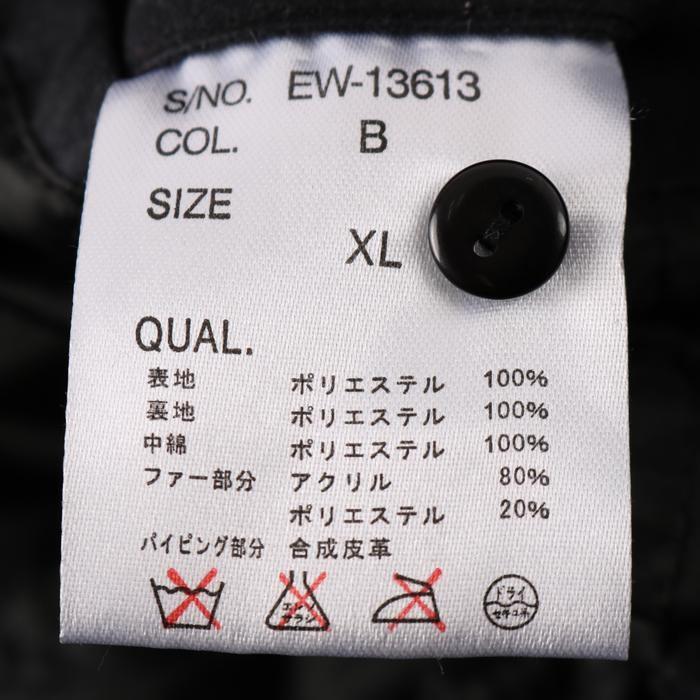 S/NO. EW-13613
COL. B
SIZE
XL
QUAL.
表地 ポリエステル 100%
裏地 ポリエステル 100%
中綿 ポリエステル 100%
ファー部分 アクリル 80%
ポリエステル 20%
パイピング部分 合成皮革
エンソ サラシ
ドライ セキユ系